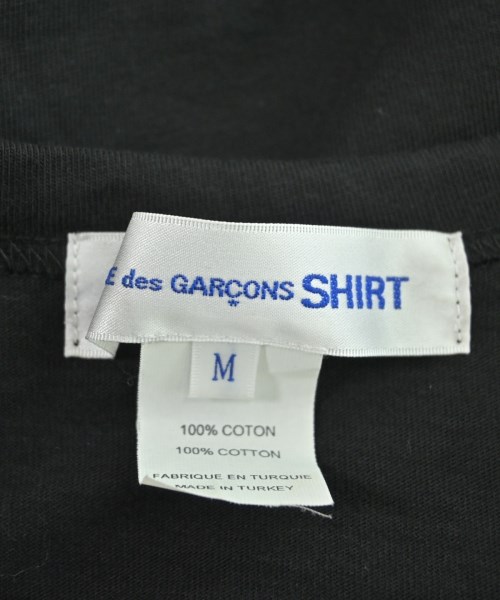 E des GARÇONS SHIRT
M
100% COTON
100% COTTON
FABRIQUE EN TURQUIE
MADE IN TURKEY